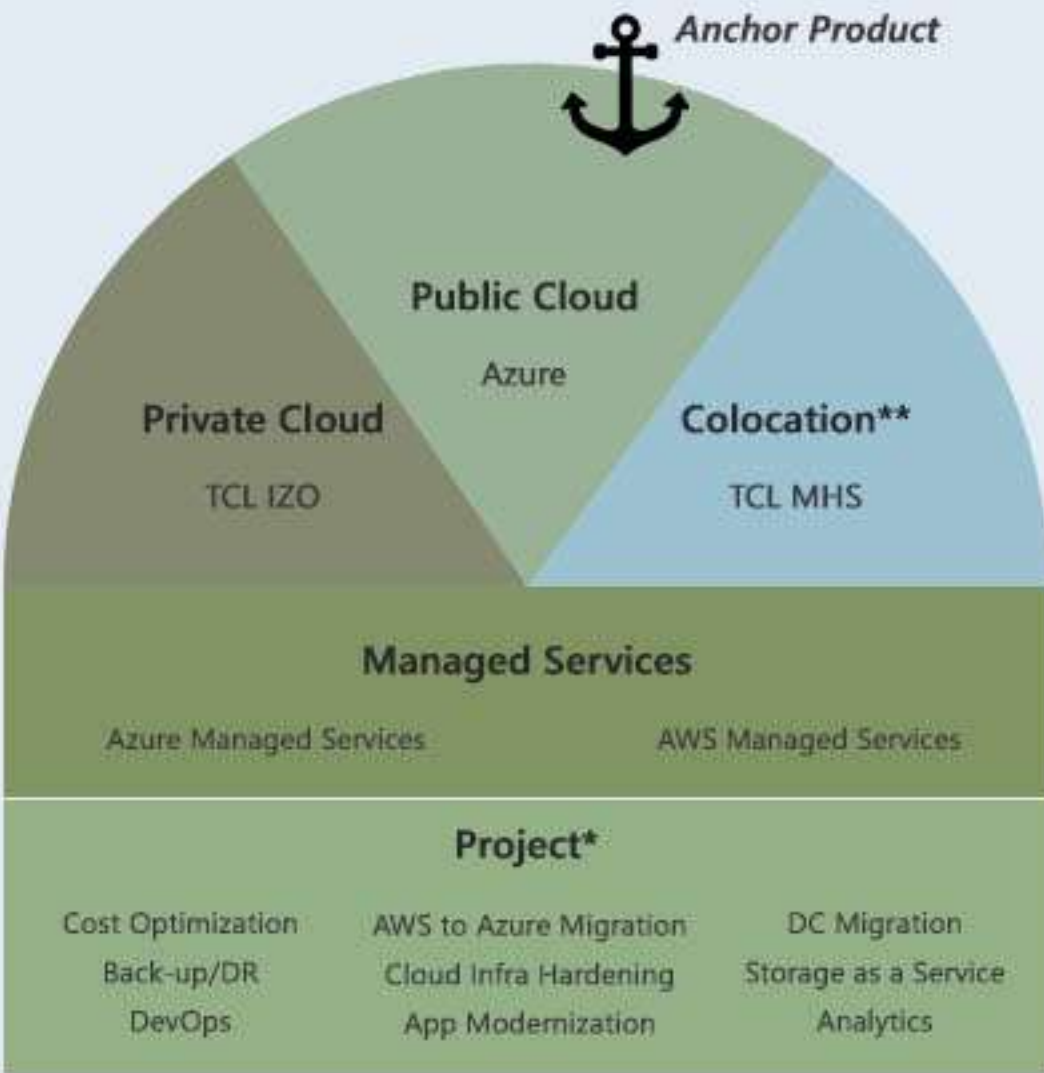 Anchor Product
Public Cloud
Azure
Private Cloud
TCL IZO
Colocation**
TCL MHS
Managed Services
Azure Managed Services
AWS Managed Services
Project*
Cost Optimization
AWS to Azure Migration
DC Migration
Back-up/DR
Cloud Infra Hardening
Storage as a Service
DevOps
App Modernization
Analytics